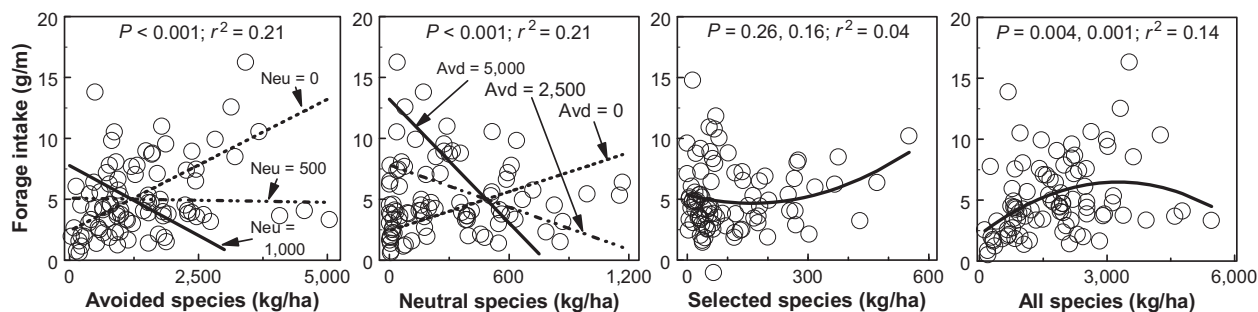 Forage intake (g/m)
20
15
10
5
0
P < 0.001; r² = 0.21
Neu = 0
Neu = 500
Neu =
1,000
0
2,500
5,000
Avoided species (kg/ha)
20
15
10
5
0
P < 0.001; r² = 0.21
Avd = 5,000
Avd = 2,500
Avd = 0
0
600
1,200
Neutral species (kg/ha)
20
15
10
5
0
P = 0.26, 0.16; r² = 0.04
0
300
600
Selected species (kg/ha)
20
15
10
5
0
P = 0.004, 0.001; r² = 0.14
0
3,000
6,000
All species (kg/ha)